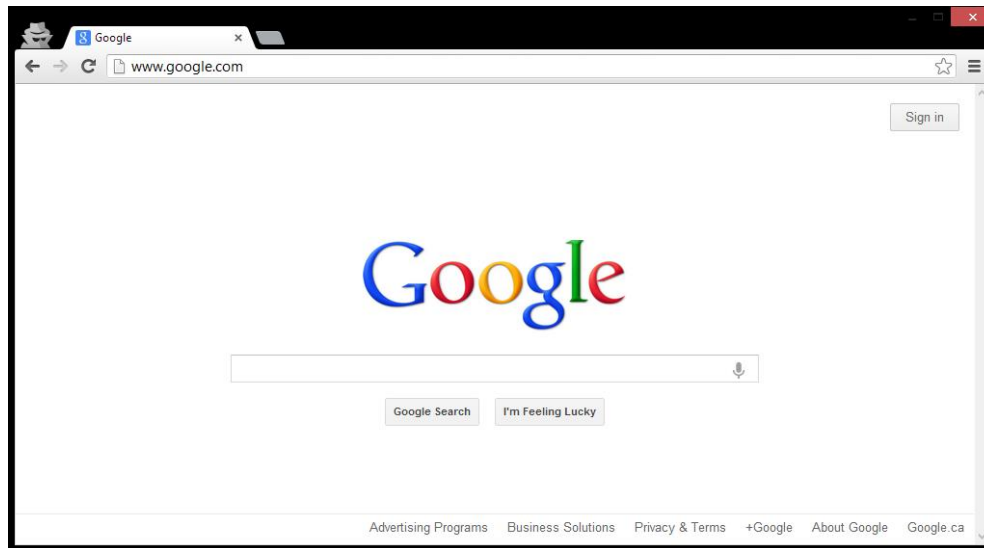 Google
www.google.com
Sign in
Google
Google Search I'm Feeling Lucky
Advertising Programs Business Solutions Privacy & Terms +Google About Google Google.ca